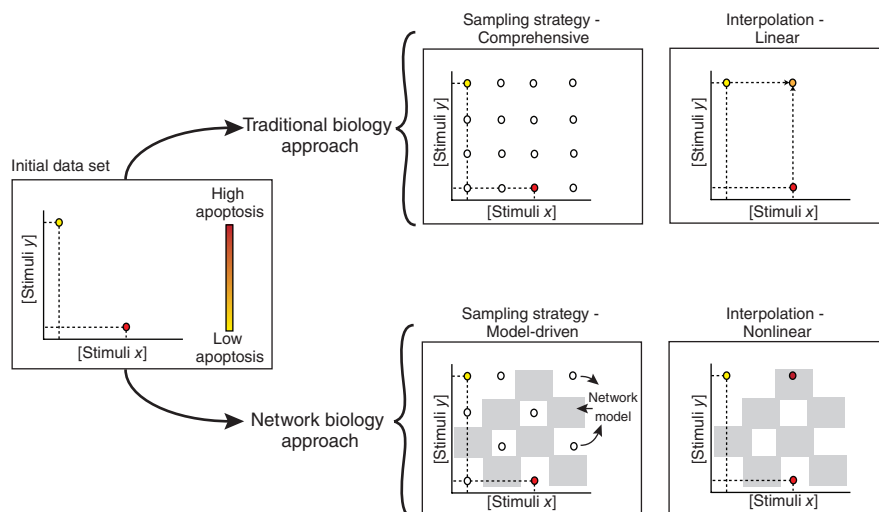 Sampling strategy -
Comprehensive
Interpolation -
Linear
[Stimuli y]
[Stimuli x]
[Stimuli y]
[Stimuli x]
Traditional biology
approach
Initial data set
High
apoptosis
[Stimuli y]
Low
apoptosis
[Stimuli x]
Network biology
approach
Sampling strategy -
Model-driven
Interpolation -
Nonlinear
[Stimuli y]
Network
model
[Stimuli x]
[Stimuli y]
[Stimuli x]